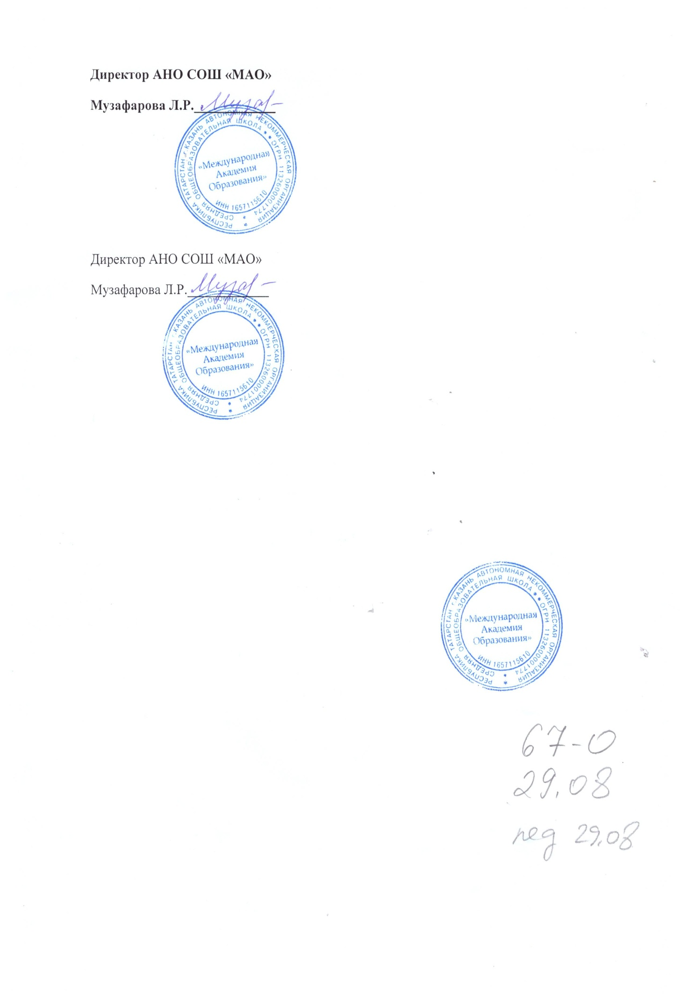 Директор АНО СОШ «МАО»
Музафарова Л.Р.
РЕСПУБЛИКА ТАТАРСТАН г.КАЗАНЬ АВТОНОМНАЯ НЕКОММЕРЧЕСКАЯ ОРГАНИЗАЦИЯ
СРЕДНЯЯ ОБЩЕОБРАЗОВАТЕЛЬНАЯ ШКОЛА * * ОГРН 1132600001774 *
«Международная
Академия
Образования»
ИНН 1657115610
Директор АНО СОШ «МАО»
Музафарова Л.Р.
РЕСПУБЛИКА ТАТАРСТАН г.КАЗАНЬ АВТОНОМНАЯ НЕКОММЕРЧЕСКАЯ ОРГАНИЗАЦИЯ
СРЕДНЯЯ ОБЩЕОБРАЗОВАТЕЛЬНАЯ ШКОЛА * * ОГРН 1132600001774 *
«Международная
Академия
Образования»
ИНН 1657115610
РЕСПУБЛИКА ТАТАРСТАН г.КАЗАНЬ АВТОНОМНАЯ НЕКОММЕРЧЕСКАЯ ОРГАНИЗАЦИЯ
СРЕДНЯЯ ОБЩЕОБРАЗОВАТЕЛЬНАЯ ШКОЛА * * ОГРН 1132600001774 *
«Международная
Академия
Образования»
ИНН 1657115610
67-О
29.08
пед 29.08